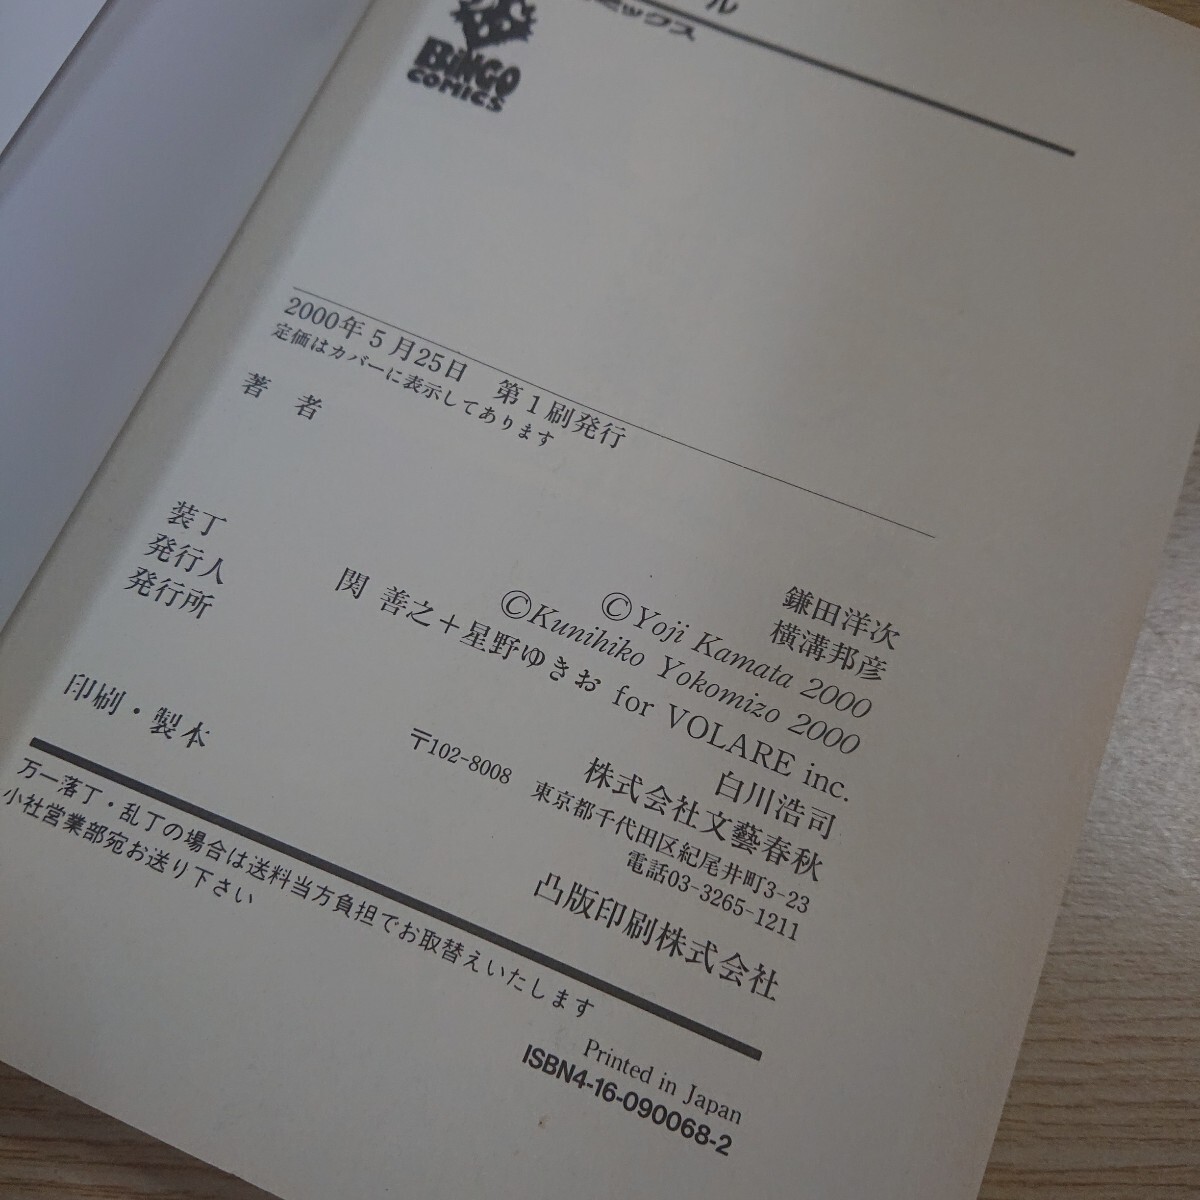 ル
ミックス
BiNGO
COMICS
2000年5月25日 第1刷発行
定価はカバーに表示してあります
著 者
鎌田洋次
横溝邦彦
©Yoji Kamata 2000
©Kunihiko Yokomizo 2000
装丁
関 善之＋星野ゆきお for VOLARE inc.
発行人
白川浩司
発行所
株式会社文藝春秋
〒102-8008 東京都千代田区紀尾井町3-23
電話03-3265-1211
印刷・製本
凸版印刷株式会社
万一落丁・乱丁の場合は送料当方負担でお取替えいたします
小社営業部宛お送り下さい
Printed in Japan
ISBN4-16-090068-2